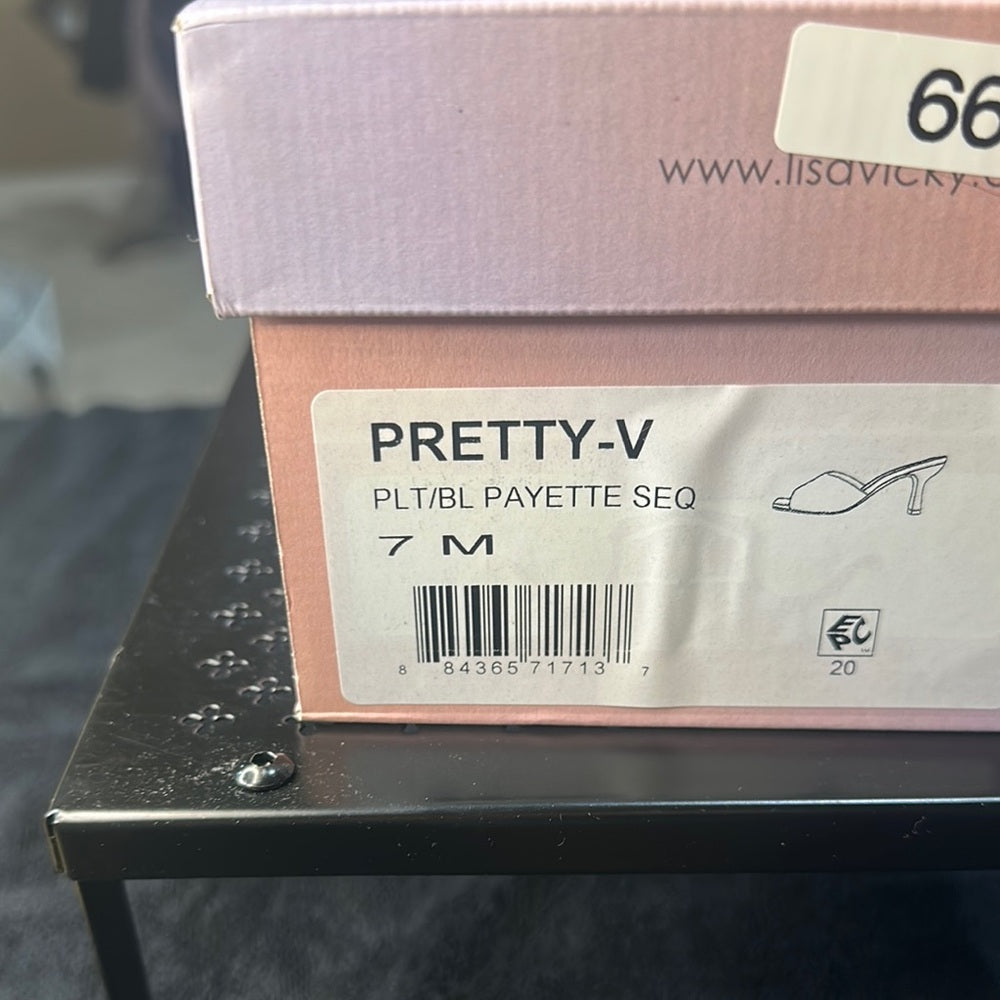 66
www.lisavicky.
PRETTY-V
PLT/BL PAYETTE SEQ
7 M
8 84365 71713 7
EPC
20